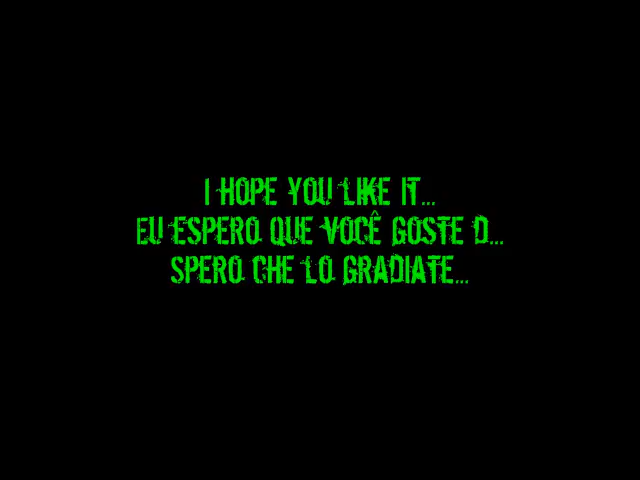 I HOPE YOU LIKE IT...
EU ESPERO QUE VOCÊ GOSTE D...
SPERO CHE LO GRADIATE...